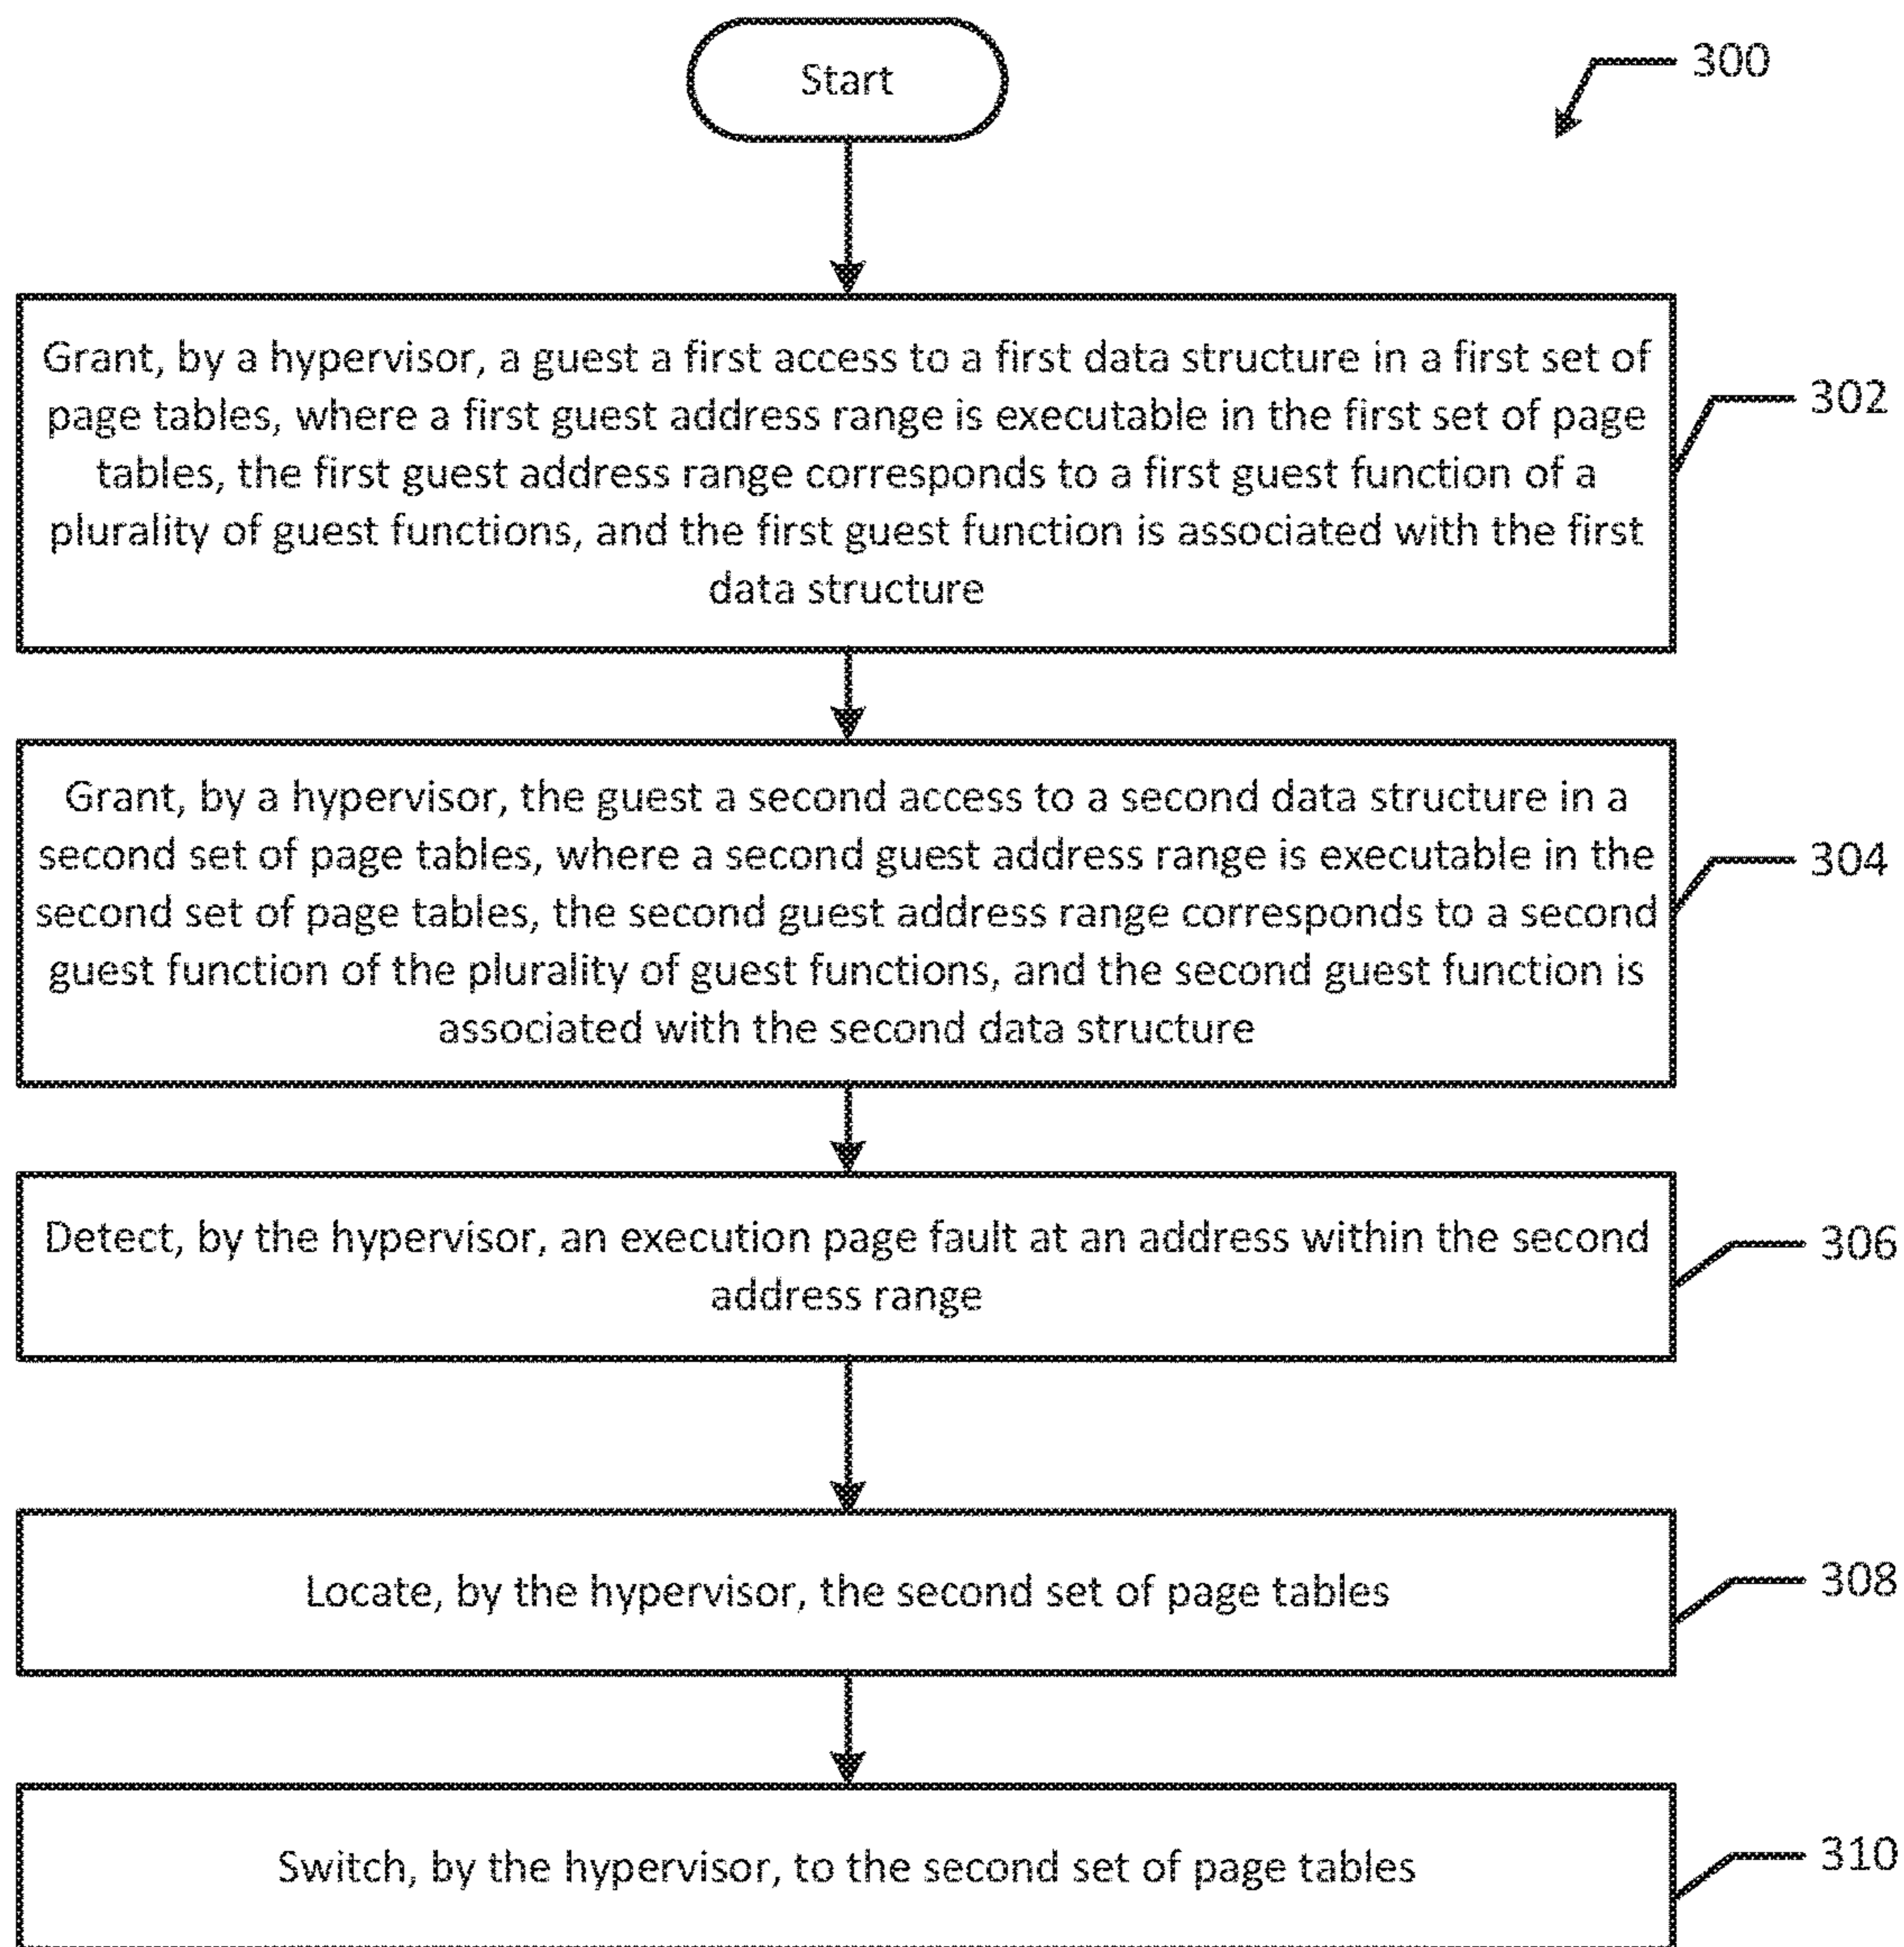 Start
300
Grant, by a hypervisor, a guest a first access to a first data structure in a first set of
page tables, where a first guest address range is executable in the first set of page
tables, the first guest address range corresponds to a first guest function of a
plurality of guest functions, and the first guest function is associated with the first
data structure
302
Grant, by a hypervisor, the guest a second access to a second data structure in a
second set of page tables, where a second guest address range is executable in the
second set of page tables, the second guest address range corresponds to a second
guest function of the plurality of guest functions, and the second guest function is
associated with the second data structure
304
Detect, by the hypervisor, an execution page fault at an address within the second
address range
306
Locate, by the hypervisor, the second set of page tables
308
Switch, by the hypervisor, to the second set of page tables
310